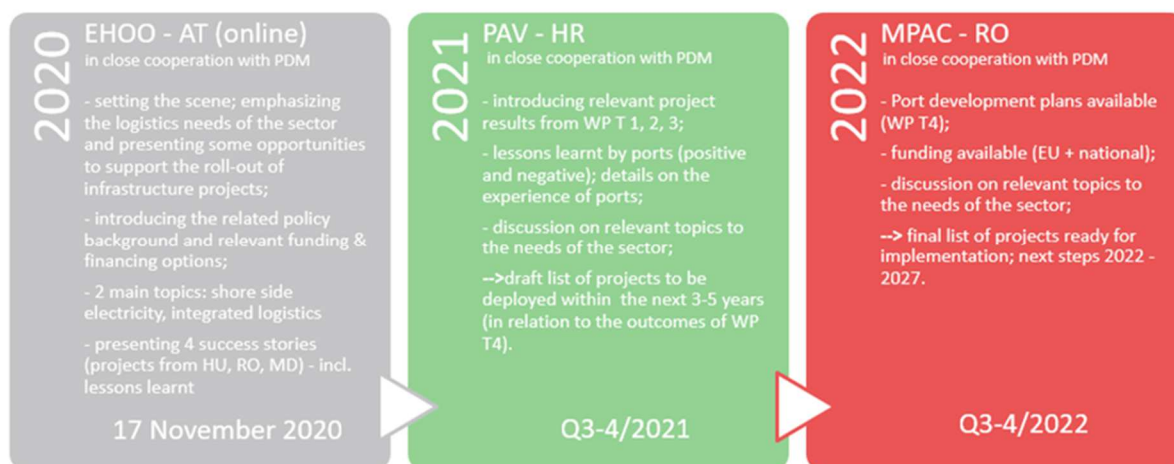 2020
EHOO - AT (online)
in close cooperation with PDM
- setting the scene; emphasizing
the logistics needs of the sector
and presenting some opportunities
to support the roll-out of
infrastructure projects;
- introducing the related policy
background and relevant funding &
financing options;
- 2 main topics: shore side
electricity, integrated logistics
- presenting 4 success stories
(projects from HU, RO, MD) - incl.
lessons learnt
17 November 2020
2021
PAV - HR
in close cooperation with PDM
- introducing relevant project
results from WP T 1, 2, 3;
- lessons learnt by ports (positive
and negative); details on the
experience of ports;
- discussion on relevant topics to
the needs of the sector;
-->draft list of projects to be
deployed within the next 3-5 years
(in relation to the outcomes of WP
T4).
Q3-4/2021
2022
MPAC - RO
in close cooperation with PDM
- Port development plans available
(WP T4);
- funding available (EU + national);
- discussion on relevant topics to
the needs of the sector;
--> final list of projects ready for
implementation; next steps 2022 -
2027.
Q3-4/2022